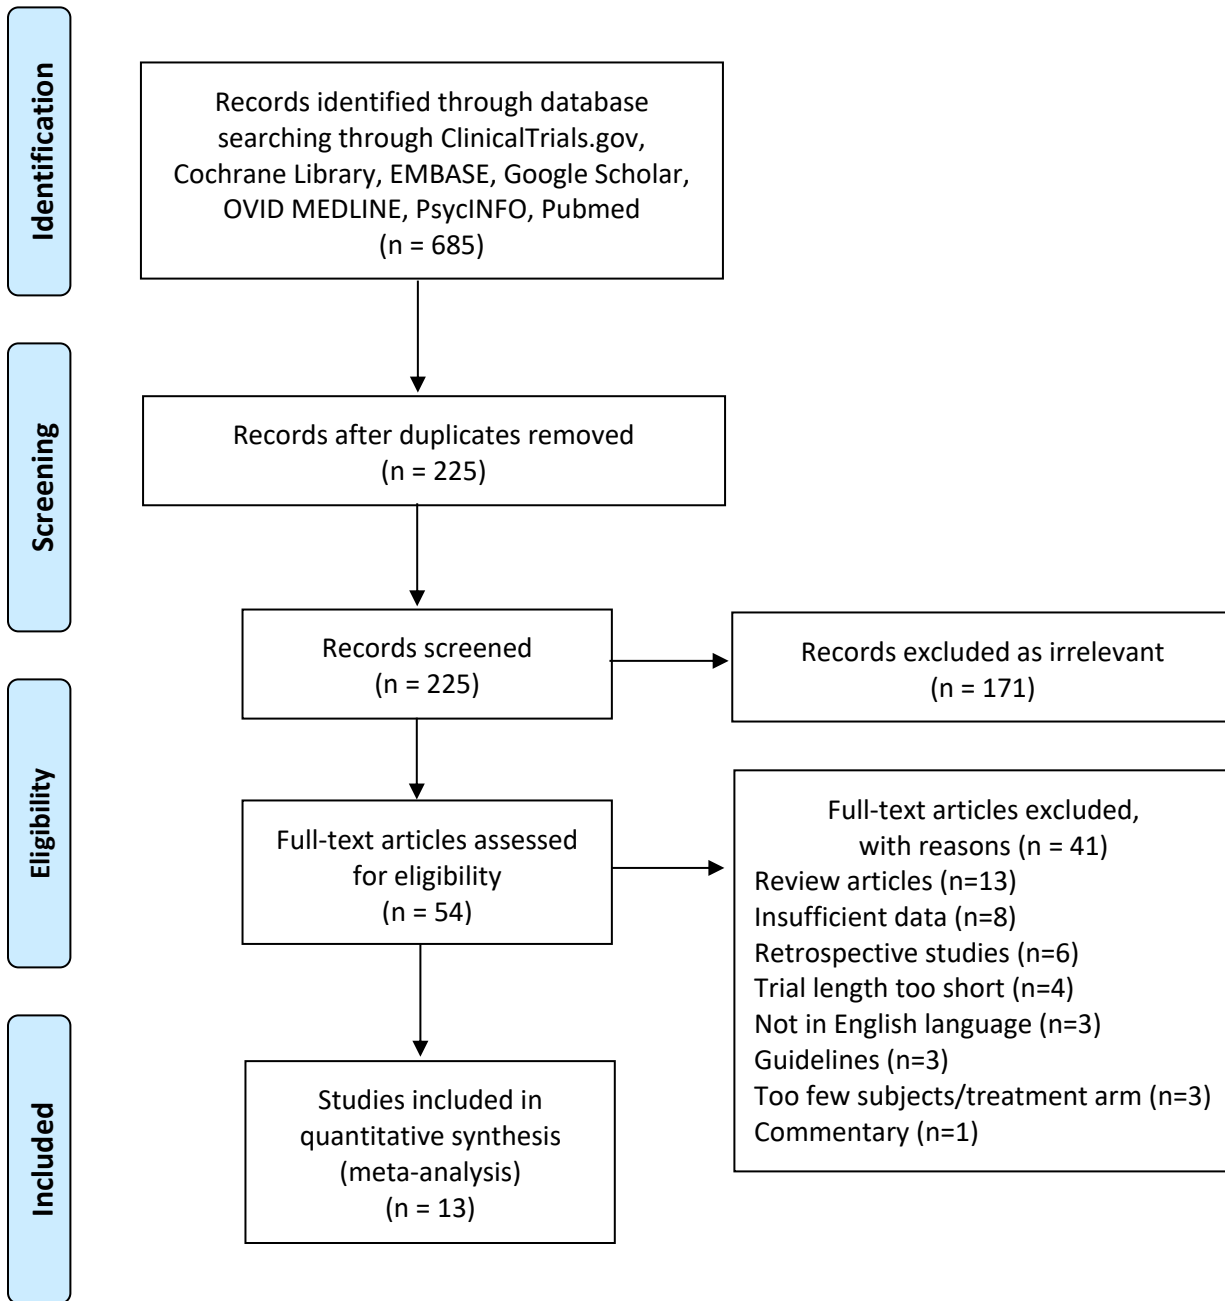 Identification
Records identified through database
searching through ClinicalTrials.gov,
Cochrane Library, EMBASE, Google Scholar,
OVID MEDLINE, PsycINFO, Pubmed
(n = 685)
Screening
Records after duplicates removed
(n = 225)
Records screened
(n = 225)
Records excluded as irrelevant
(n = 171)
Eligibility
Full-text articles assessed
for eligibility
(n = 54)
Full-text articles excluded,
with reasons (n = 41)
Review articles (n=13)
Insufficient data (n=8)
Retrospective studies (n=6)
Trial length too short (n=4)
Not in English language (n=3)
Guidelines (n=3)
Too few subjects/treatment arm (n=3)
Commentary (n=1)
Included
Studies included in
quantitative synthesis
(meta-analysis)
(n = 13)